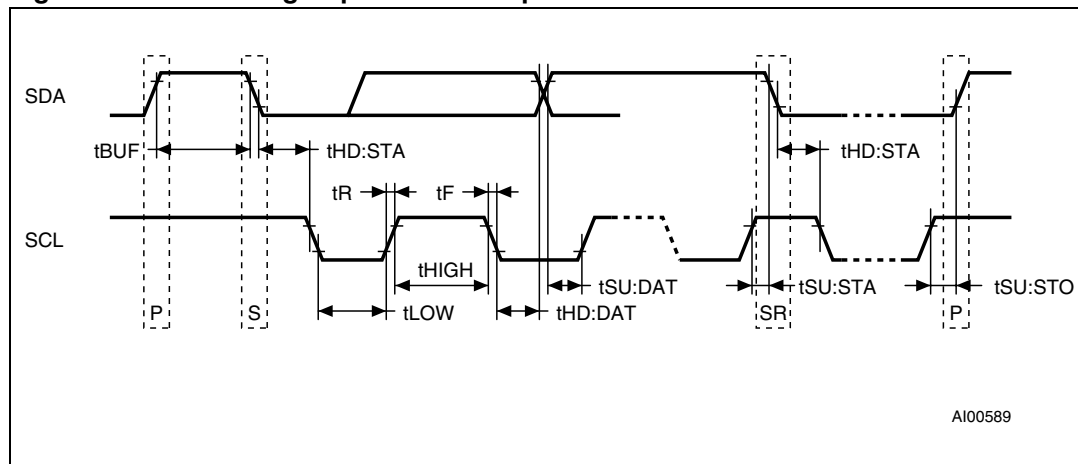 SDA
tBUF
tHD:STA
tHD:STA
tR
tF
SCL
tHIGH
tSU:DAT
tSU:STA
tSU:STO
P
S
tLOW
tHD:DAT
SR
P
AI00589